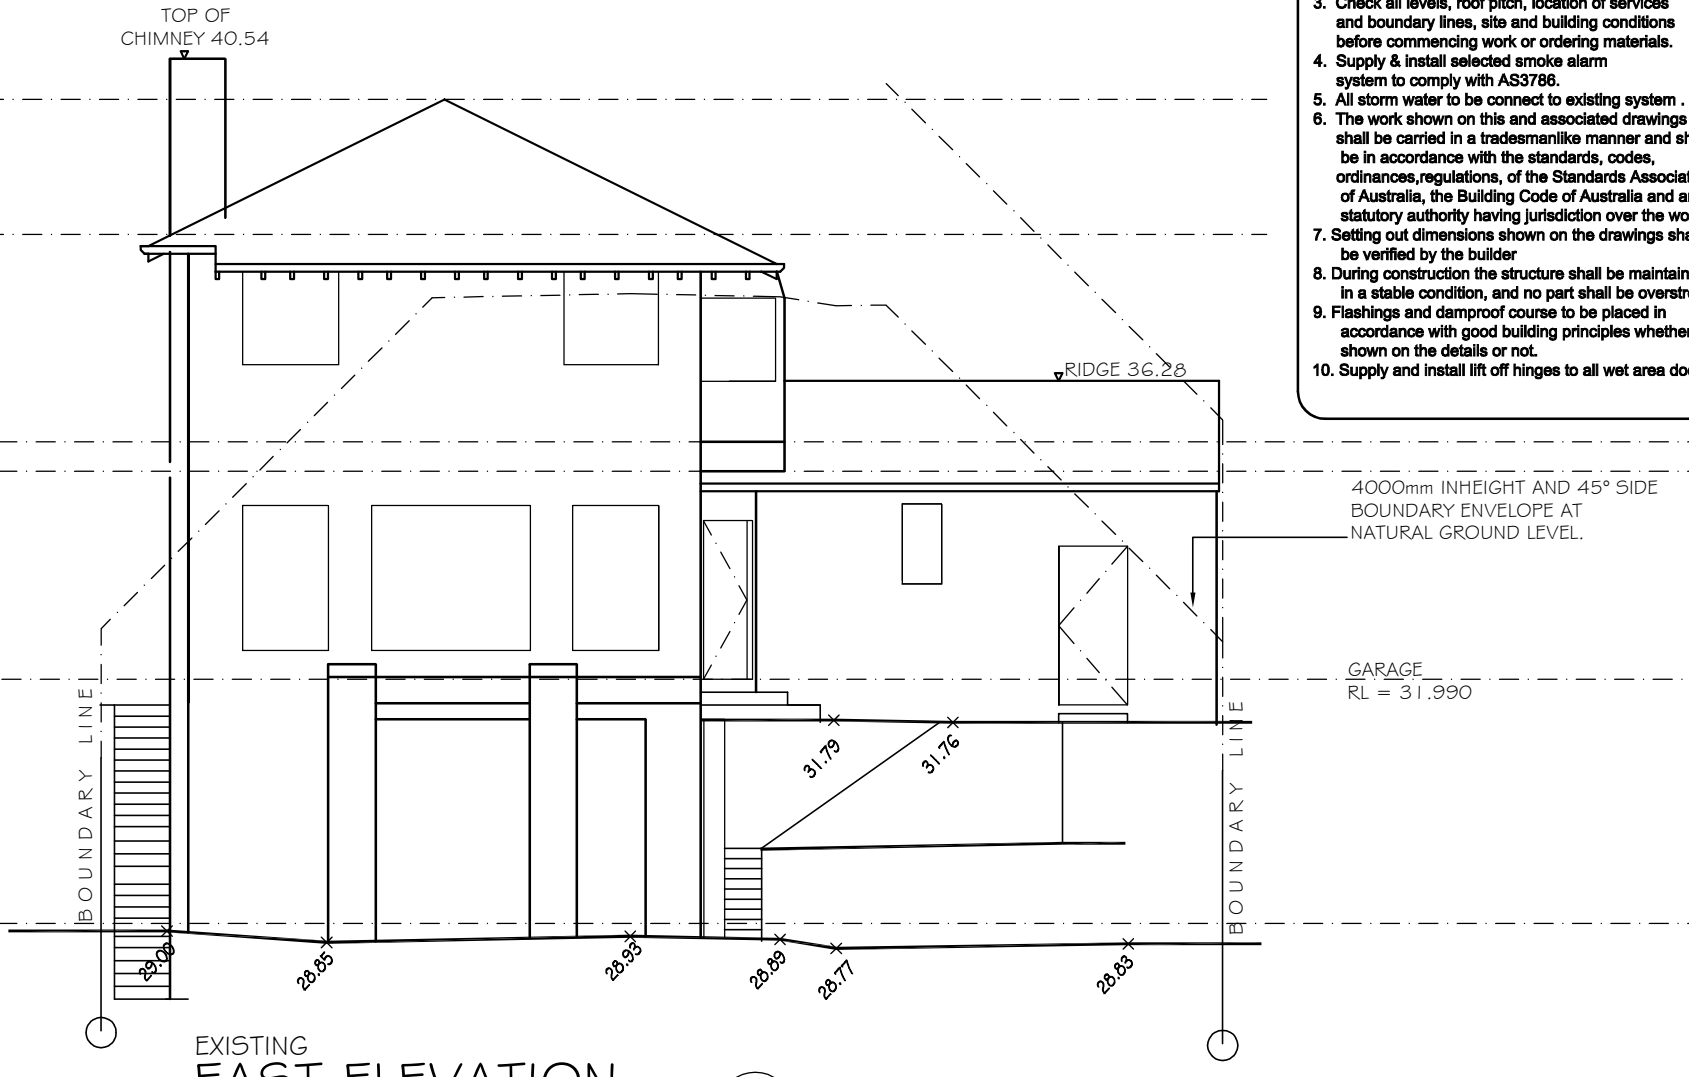 TOP OF
CHIMNEY 40.54
3. Check all levels, roof pitch, location of services
and boundary lines, site and building conditions
before commencing work or ordering materials.
4. Supply & install selected smoke alarm
system to comply with AS3786.
5. All storm water to be connect to existing system .
6. The work shown on this and associated drawings
shall be carried in a tradesmanlike manner and
be in accordance with the standards, codes,
ordinances,regulations, of the Standards
of Australia, the Building Code of Australia and
statutory authority having jurisdiction over the
7. Setting out dimensions shown on the drawings
be verified by the builder
8. During construction the structure shall be
in a stable condition, and no part shall be
9. Flashings and damproof course to be placed in
accordance with good building principles whether
shown on the details or not.
10. Supply and install lift off hinges to all wet area
RIDGE 36.28
4000mm INHEIGHT AND 45° SIDE
BOUNDARY ENVELOPE AT
NATURAL GROUND LEVEL.
GARAGE
RL = 31.990
BOUNDARY LINE
BOUNDARY LINE
31.79
31.76
29.00
28.85
28.93
28.89
28.77
28.83
EXISTING
EAST ELEVATION